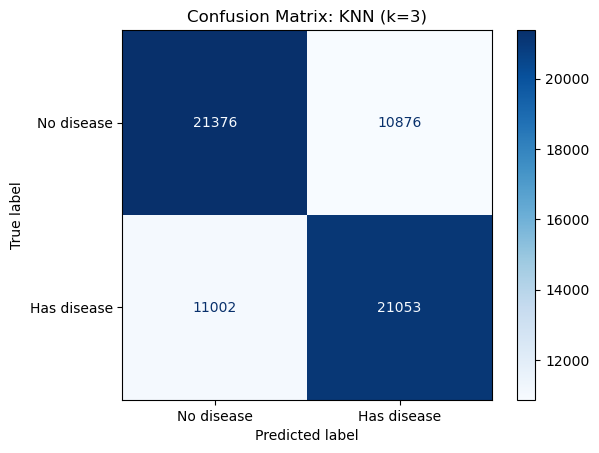 Confusion Matrix: KNN (k=3)
True label
No disease
21376
10876
Has disease
11002
21053
No disease
Has disease
Predicted label
20000
18000
16000
14000
12000